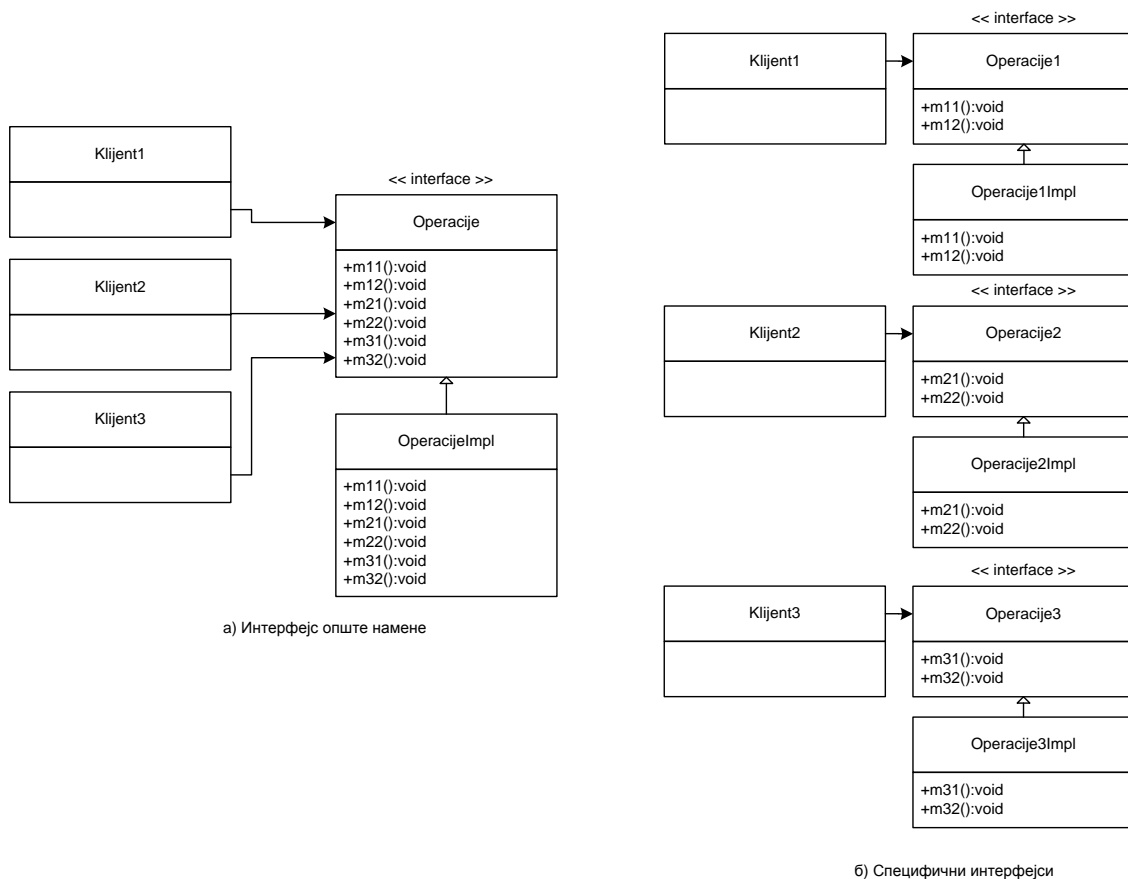 Klijent1
Klijent2
Klijent3
<< interface >>
Operacije
+m11():void
+m12():void
+m21():void
+m22():void
+m31():void
+m32():void
OperacijeImpl
+m11():void
+m12():void
+m21():void
+m22():void
+m31():void
+m32():void
а) Интерфејс опште намене
<< interface >>
Klijent1
Operacije1
+m11():void
+m12():void
Operacije1Impl
+m11():void
+m12():void
<< interface >>
Klijent2
Operacije2
+m21():void
+m22():void
Operacije2Impl
+m21():void
+m22():void
<< interface >>
Klijent3
Operacije3
+m31():void
+m32():void
Operacije3Impl
+m31():void
+m32():void
б) Специфични интерфејси